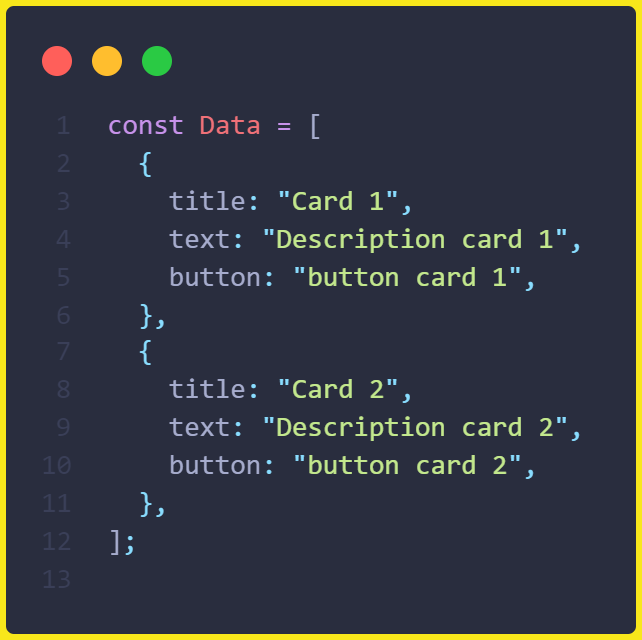 1 const Data = [
2   {
3     title: "Card 1",
4     text: "Description card 1",
5     button: "button card 1",
6   },
7   {
8     title: "Card 2",
9     text: "Description card 2",
10     button: "button card 2",
11   },
12 ];
13